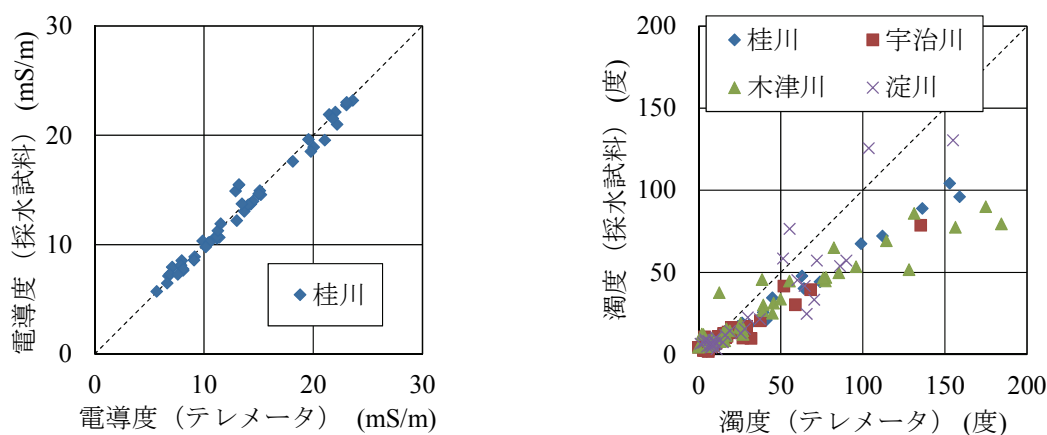 電導度（採水試料） (mS/m)
30
20
10
0
桂川
0 10 20 30
電導度（テレメータ） (mS/m)
濁度（採水試料） (度)
200
150
100
50
0
桂川 宇治川
木津川 淀川
0 50 100 150 200
濁度（テレメータ） (度)